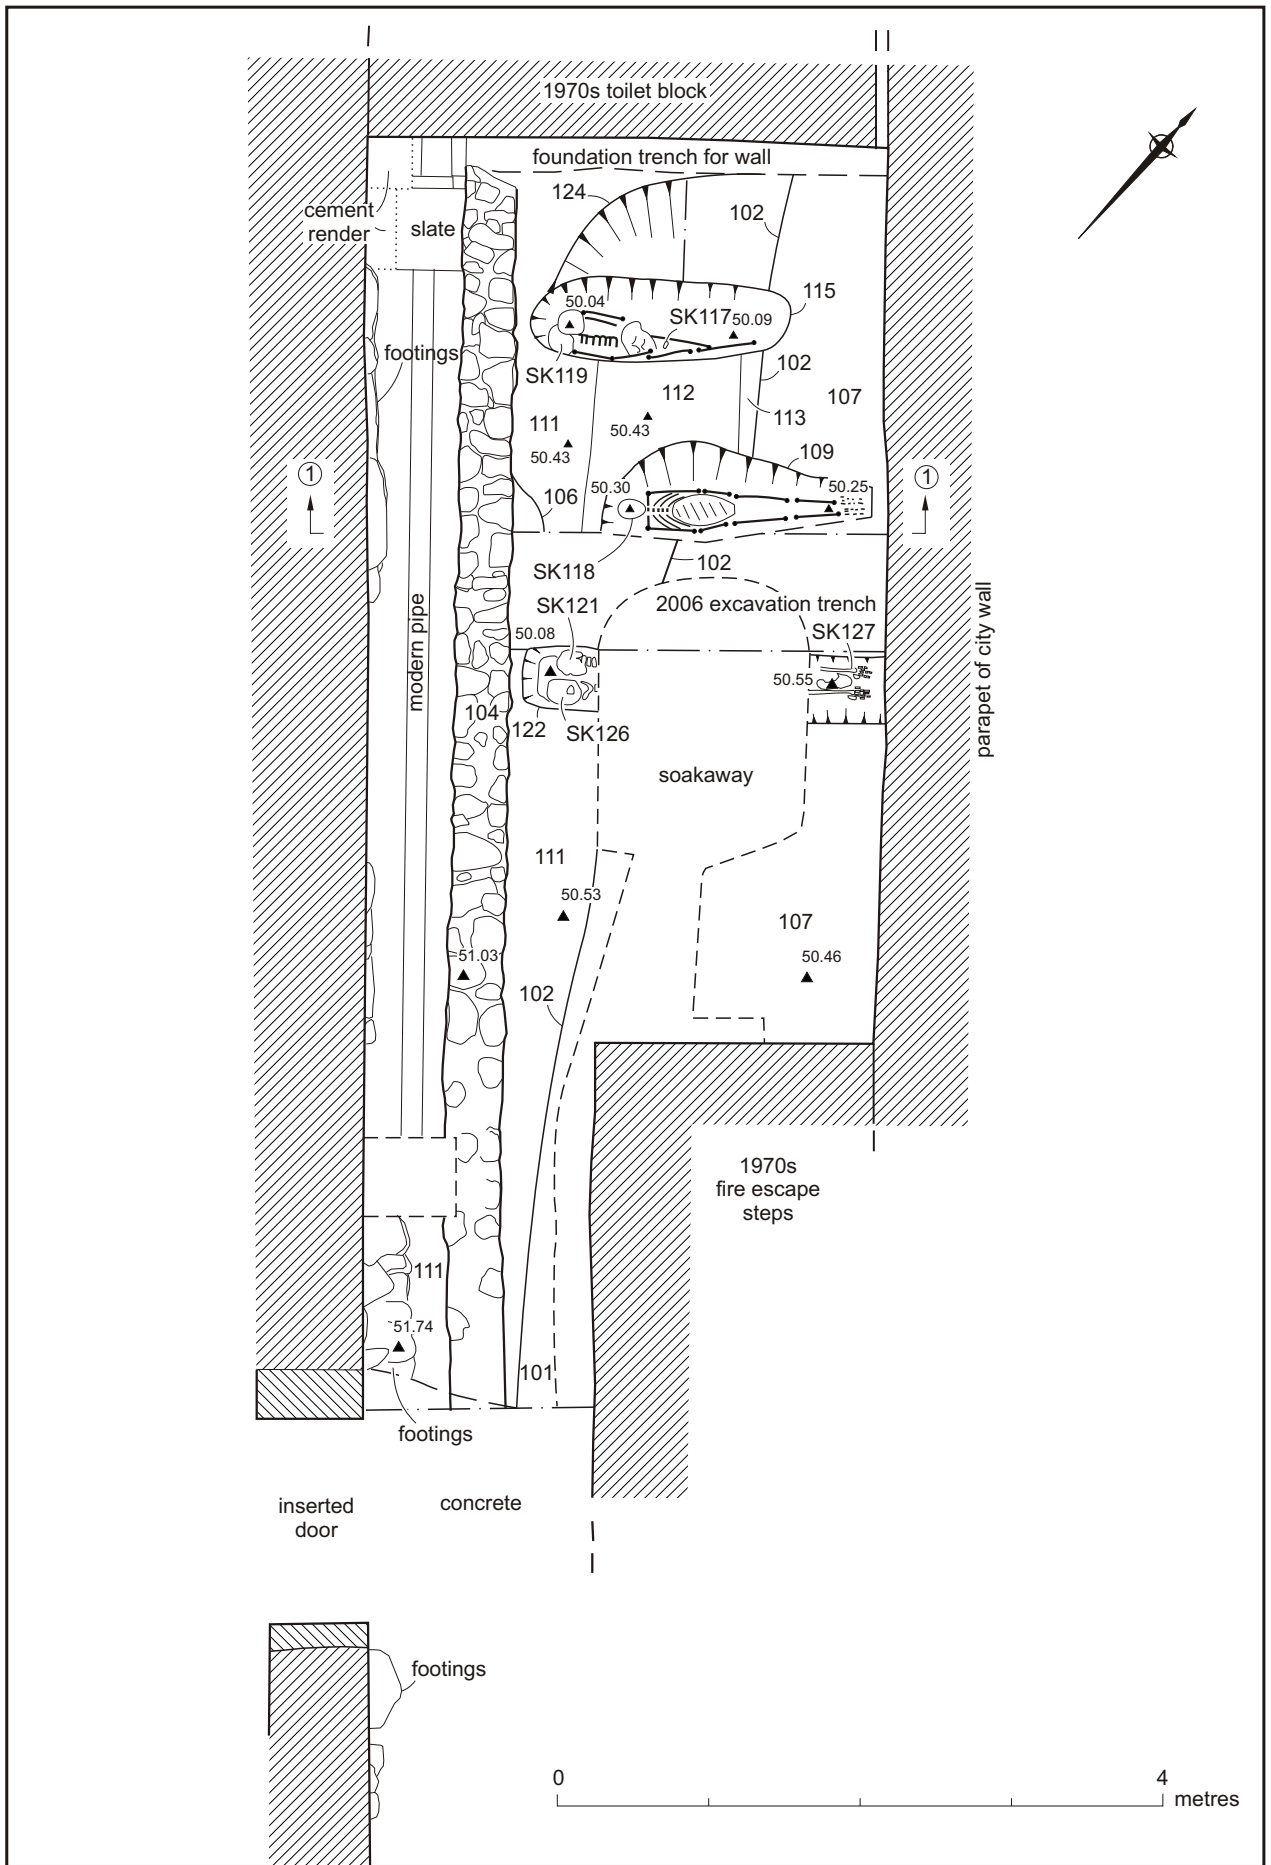 1970s toilet block
foundation trench for wall
124
102
cement
render
slate
115
50.04
SK117
50.09
footings
SK119
102
112
107
113
111
50.43
50.43
109
1
1
50.30
50.25
106
SK118
102
2006 excavation trench
SK121
SK127
50.08
50.55
modern pipe
parapet of city wall
104
122
SK126
soakaway
111
50.53
107
51.03
50.46
102
1970s
fire escape
steps
111
51.74
101
footings
inserted
door
concrete
footings
0
4
metres